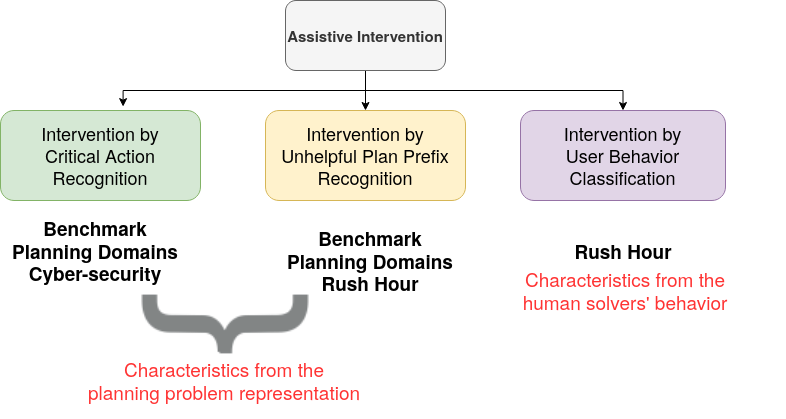 Assistive Intervention
Intervention by
Critical Action
Recognition
Intervention by
Unhelpful Plan Prefix
Recognition
Intervention by
User Behavior
Classification
Benchmark
Planning Domains
Cyber-security
Benchmark
Planning Domains
Rush Hour
Rush Hour
Characteristics from the
human solvers' behavior
Characteristics from the
planning problem representation